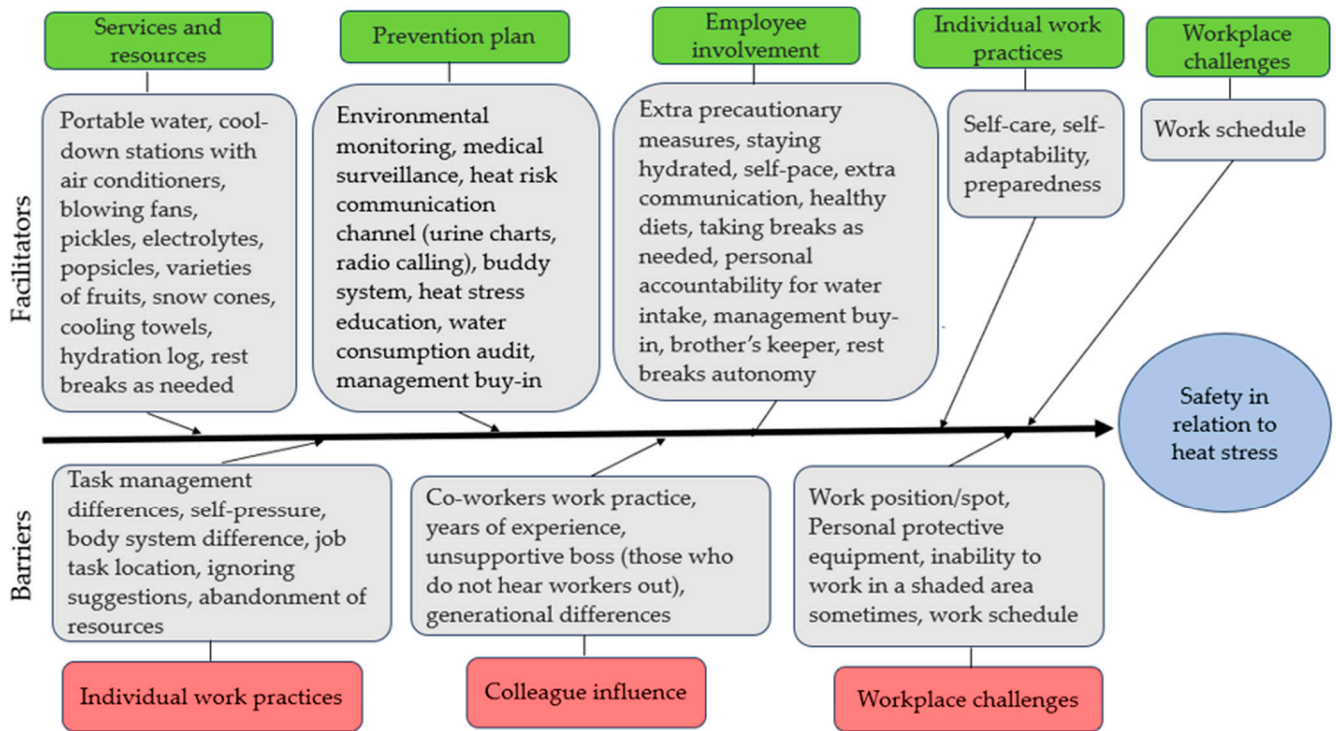 Services and
resources
Prevention plan
Employee
involvement
Individual work
practices
Workplace
challenges
Facilitators
Portable water, cool-
down stations with
air conditioners,
blowing fans,
pickles, electrolytes,
popsicles, varieties
of fruits, snow cones,
cooling towels,
hydration log, rest
breaks as needed
Environmental
monitoring, medical
surveillance, heat risk
communication
channel (urine charts,
radio calling), buddy
system, heat stress
education, water
consumption audit,
management buy-in
Extra precautionary
measures, staying
hydrated, self-pace, extra
communication, healthy
diets, taking breaks as
needed, personal
accountability for water
intake, management buy-
in, brother’s keeper, rest
breaks autonomy
Self-care, self-
adaptability,
preparedness
Work schedule
Safety in
relation to
heat stress
Barriers
Task management
differences, self-pressure,
body system difference, job
task location, ignoring
suggestions, abandonment of
resources
Co-workers work practice,
years of experience,
unsupportive boss (those who
do not hear workers out),
generational differences
Work position/spot,
Personal protective
equipment, inability to
work in a shaded area
sometimes, work schedule
Individual work practices
Colleague influence
Workplace challenges